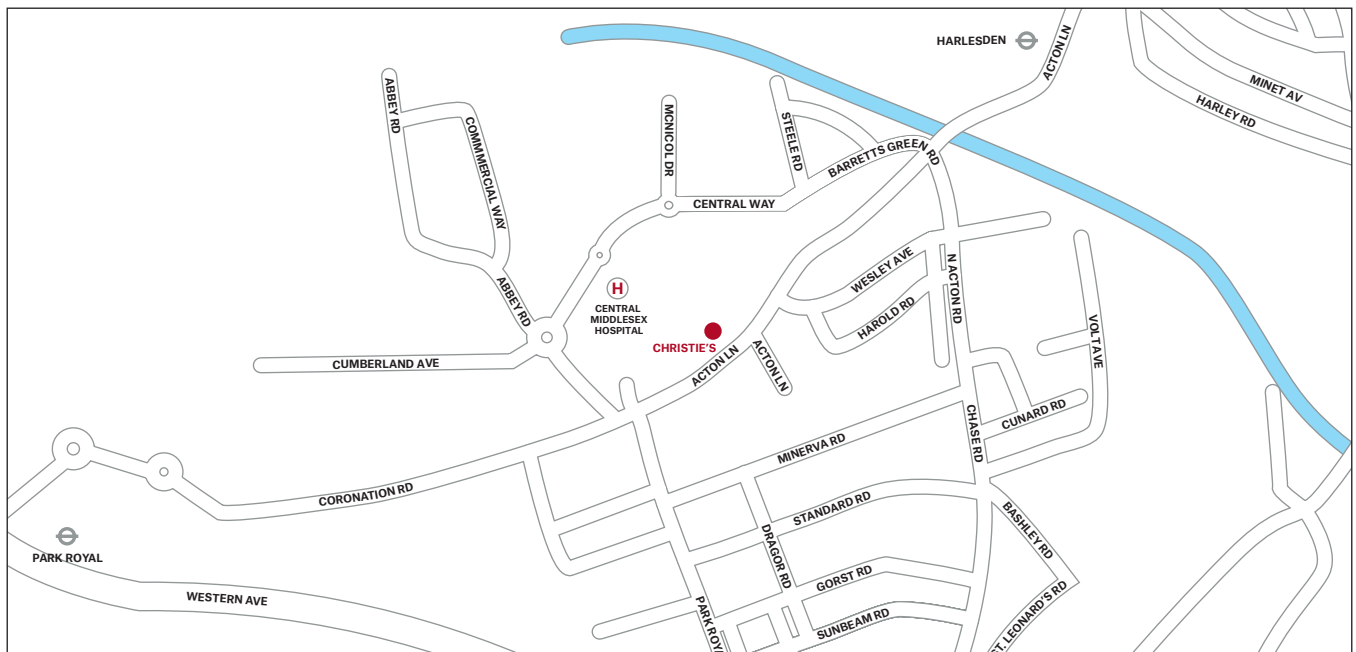 HARLESDEN
ACTON LN
MINET AV
HARLEY RD
ABBEY RD
COMMMERCIAL WAY
MCNICOL DR
STEELE RD
BARRETTS GREEN RD
CENTRAL WAY
ABBEY RD
H
CENTRAL
MIDDLESEX
HOSPITAL
CHRISTIE'S
ACTON LN
ACTON LN
WESLEY AVE
HAROLD RD
N ACTON RD
VOLT AVE
CUMBERLAND AVE
CUNARD RD
CHASE RD
MINERVA RD
CORONATION RD
STANDARD RD
BASHLEY RD
DRAGOR RD
PARK ROYAL
GORST RD
WESTERN AVE
PARK ROYA
SUNBEAM RD
T. LEONARD'S RD